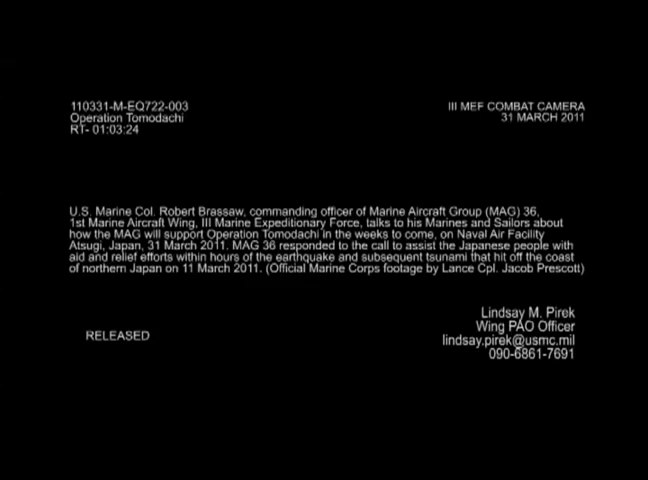 110331-M-EQ722-003
Operation Tomodachi
RT- 01:03:24
III MEF COMBAT CAMERA
31 MARCH 2011
U.S. Marine Col. Robert Brassaw, commanding officer of Marine Aircraft Group (MAG) 36,
1st Marine Aircraft Wing, III Marine Expeditionary Force, talks to his Marines and Sailors about
how the MAG will support Operation Tomodachi in the weeks to come, on Naval Air Facility
Atsugi, Japan, 31 March 2011. MAG 36 responded to the call to assist the Japanese people with
aid and relief efforts within hours of the earthquake and subsequent tsunami that hit off the coast
of northern Japan on 11 March 2011. (Official Marine Corps footage by Lance Cpl. Jacob Prescott)
RELEASED
Lindsay M. Pirek
Wing PAO Officer
lindsay.pirek@usmc.mil
090-6861-7691